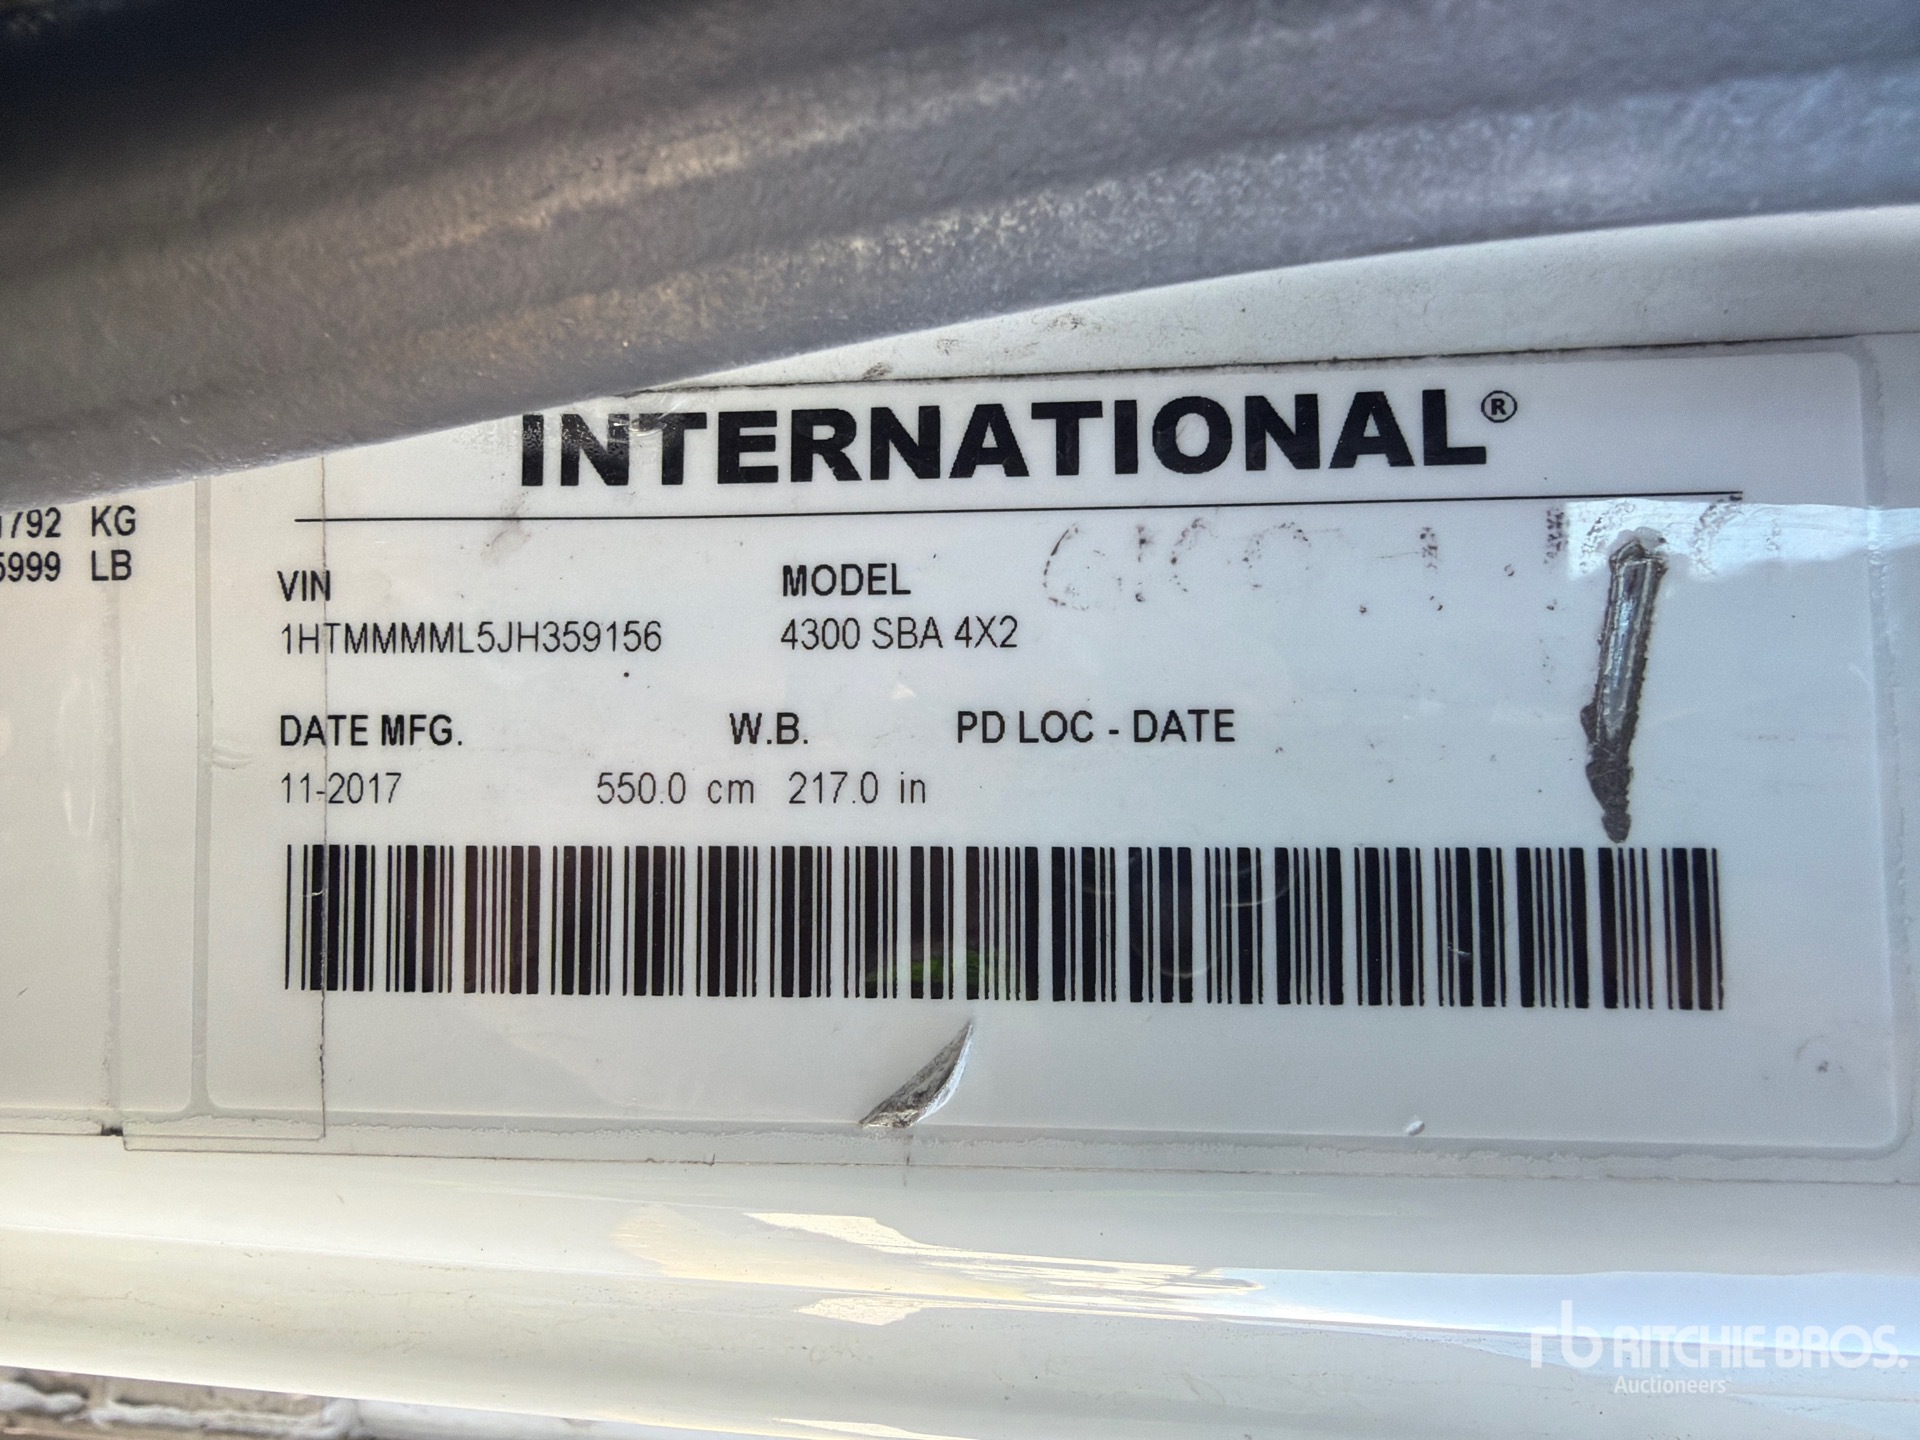 INTERNATIONAL®
792 KG
5999 LB
VIN MODEL
1HTMMMML5JH359156 4300 SBA 4X2
DATE MFG. W.B. PD LOC - DATE
11-2017 550.0 cm 217.0 in
rb RITCHIE BROS.
Auctioneers